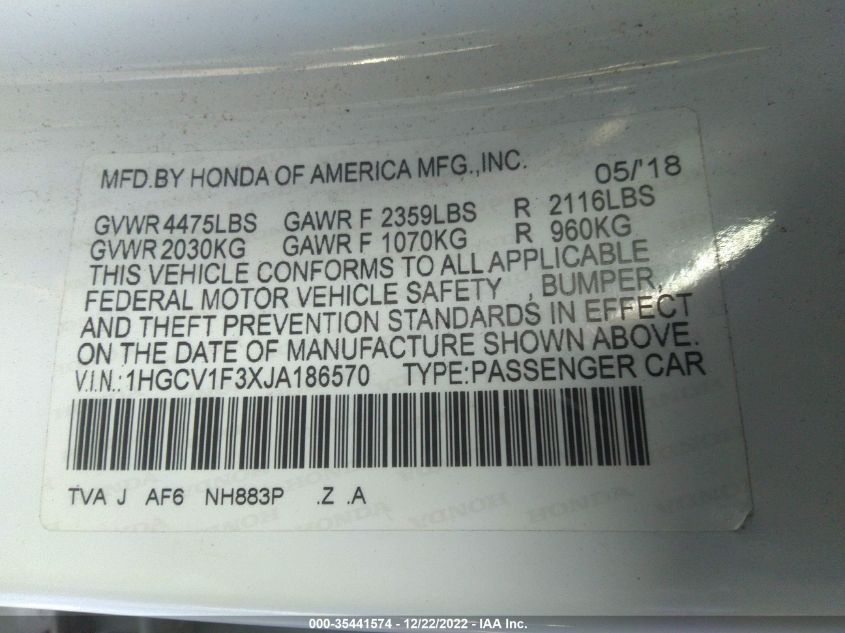 MFD.BY HONDA OF AMERICA MFG.,INC. 05/'18
GVWR 4475LBS GAWR F 2359LBS R 2116LBS
GVWR 2030KG GAWR F 1070KG R 960KG
THIS VEHICLE CONFORMS TO ALL APPLICABLE
FEDERAL MOTOR VEHICLE SAFETY , BUMPER,
AND THEFT PREVENTION STANDARDS IN EFFECT
ON THE DATE OF MANUFACTURE SHOWN ABOVE.
V.I.N.:1HGCV1F3XJA186570 TYPE:PASSENGER CAR
TVA J AF6 NH883P .Z .A
HONDA HONDA HONDA
000-35441574 - 12/22/2022 - IAA Inc.